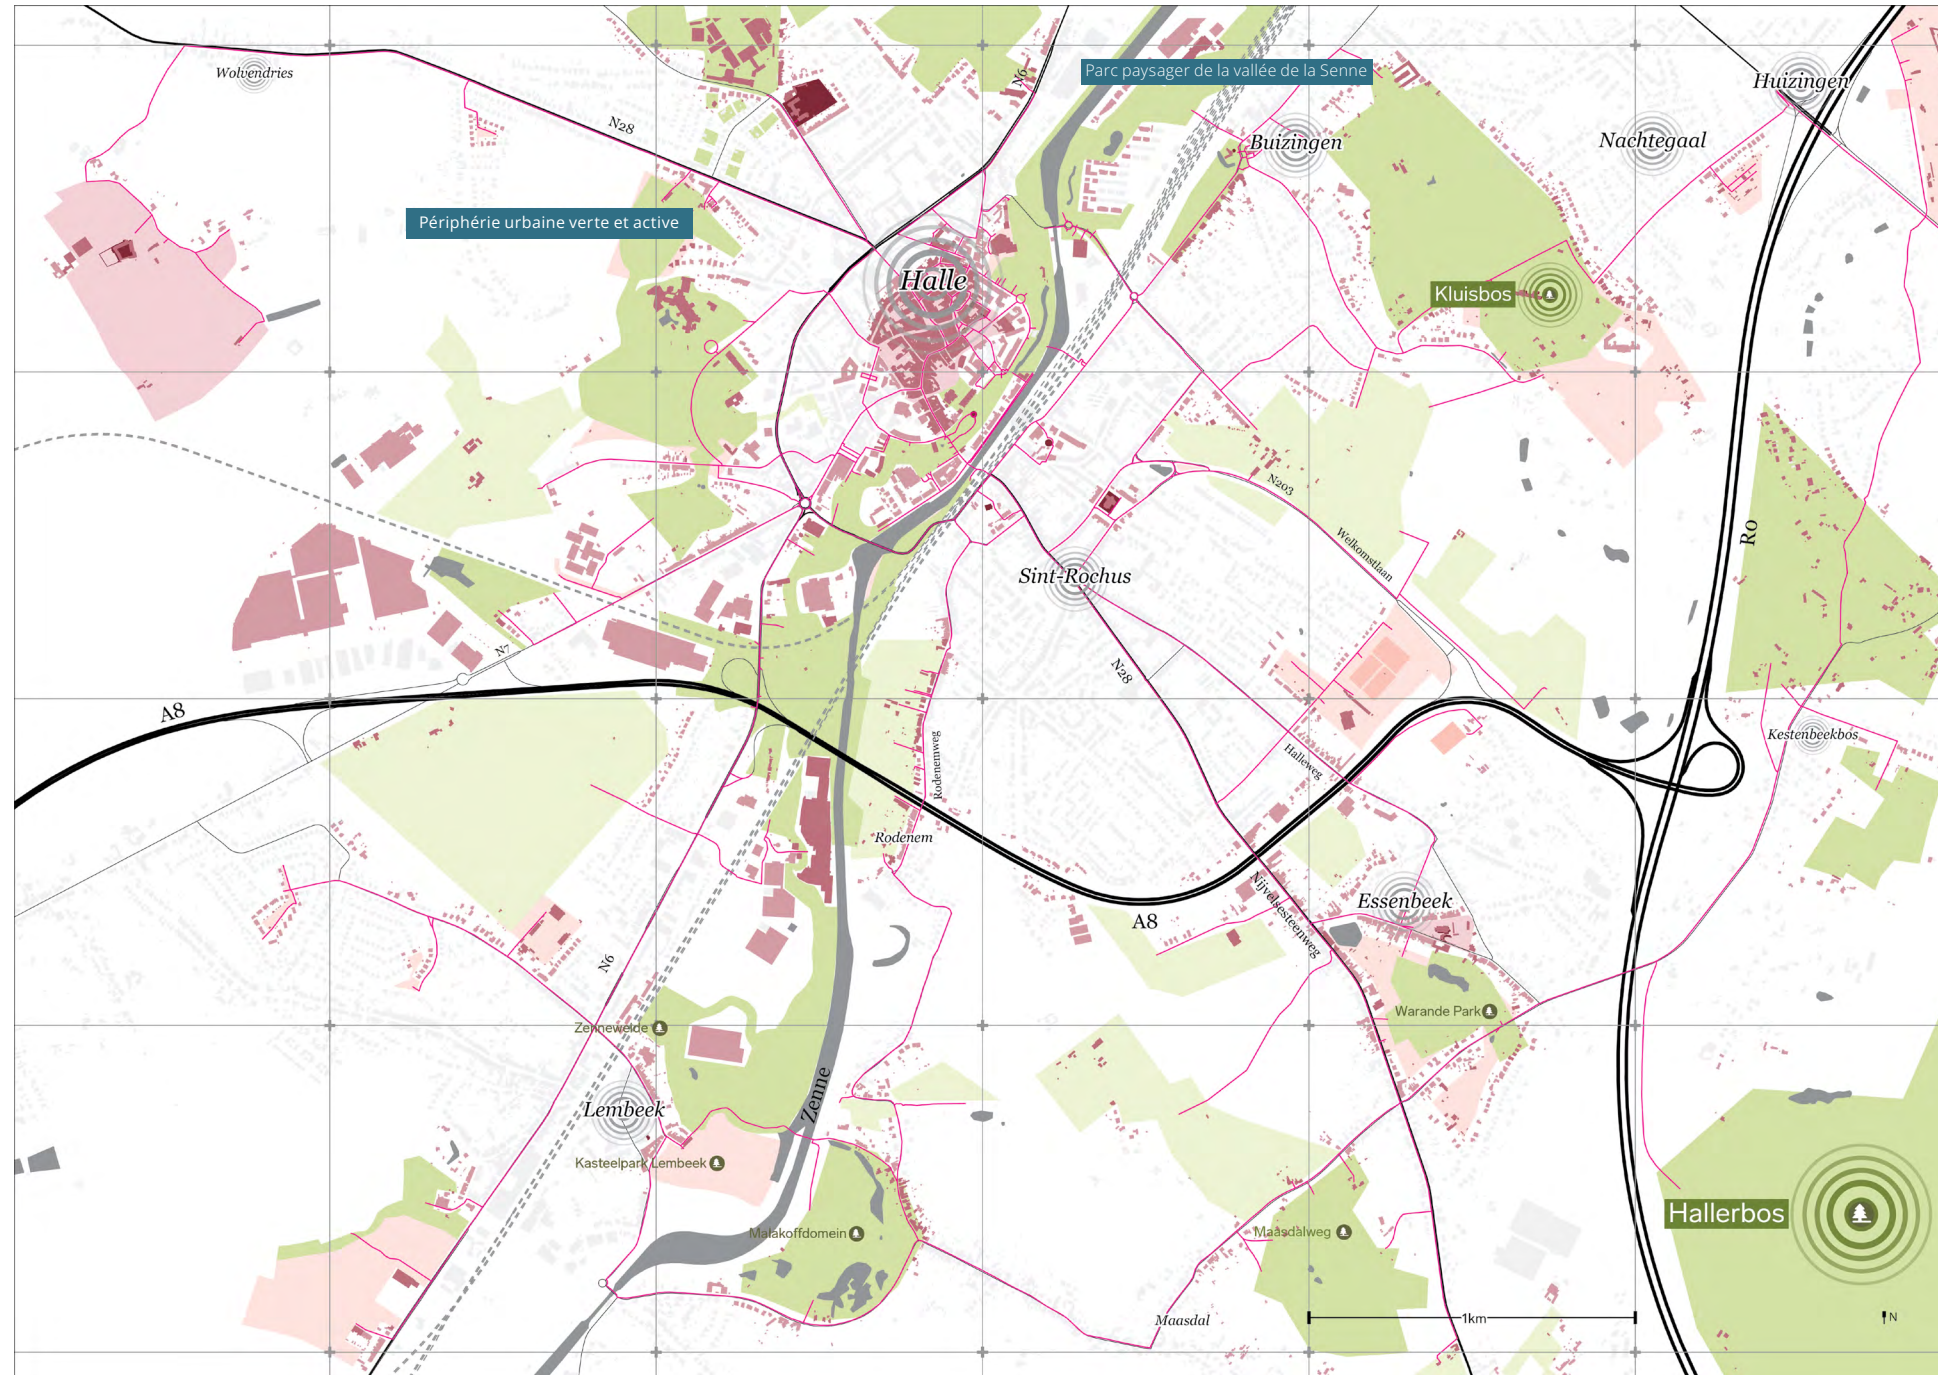 Wolvendries
N6
Parc paysager de la vallée de la Senne
Huizingen
N28
Buizingen
Nachtegaal
Périphérie urbaine verte et active
Halle
Kluisbos
N203
Welkomstlaan
R0
Sint-Rochus
N7
N28
A8
Kestenbeekbos
Rodenemweg
Halleweg
Rodenem
Nijvelsesteenweg
Essenbeek
A8
N6
Warande Park
Zenneweide
Zenne
Lembeek
Kasteelpark Lembeek
Hallerbos
Malakoffdomein
Maasdalweg
Maasdal
1km
N